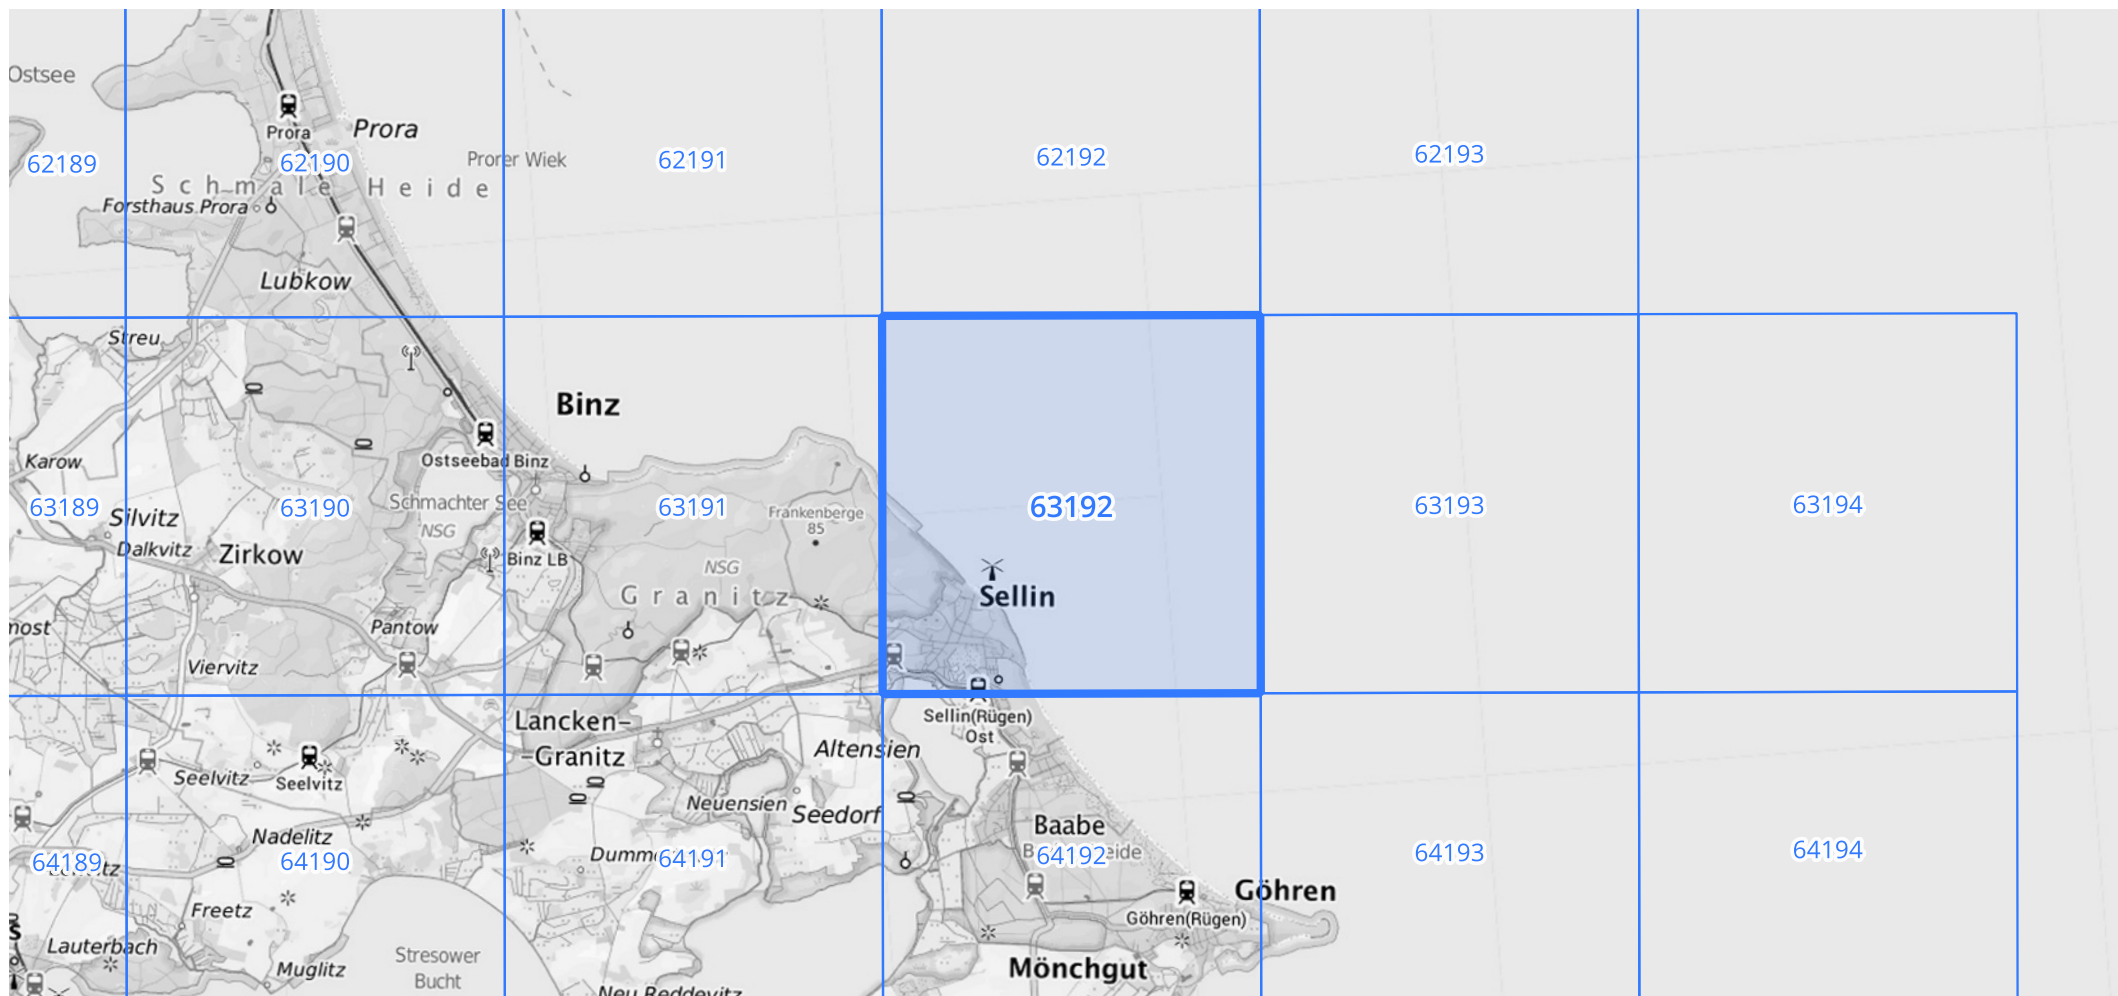 Ostsee
Prora
Prora
62189
62190
Prorer Wiek
62191
62192
62193
Schmale Heide
Forsthaus Prora
Lubkow
Streu
Binz
Karow
Ostseebad Binz
63189
Silvitz
63190
Schmachter See
NSG
63191
Frankenberge
85
63192
63193
63194
Dalkvitz
Zirkow
Binz LB
NSG
Granitz
Sellin
Pantow
Viervitz
Lancken-
-Granitz
Sellin(Rügen)
Ost
Altensien
Seelvitz
Seelvitz
Neuensien
Seedorf
Nadelitz
Baabe
64189
64190
64191
64192
64193
64194
Freetz
Göhren
Göhren(Rügen)
Lauterbach
Stresower
Bucht
Muglitz
Mönchgut
Neu Reddevitz